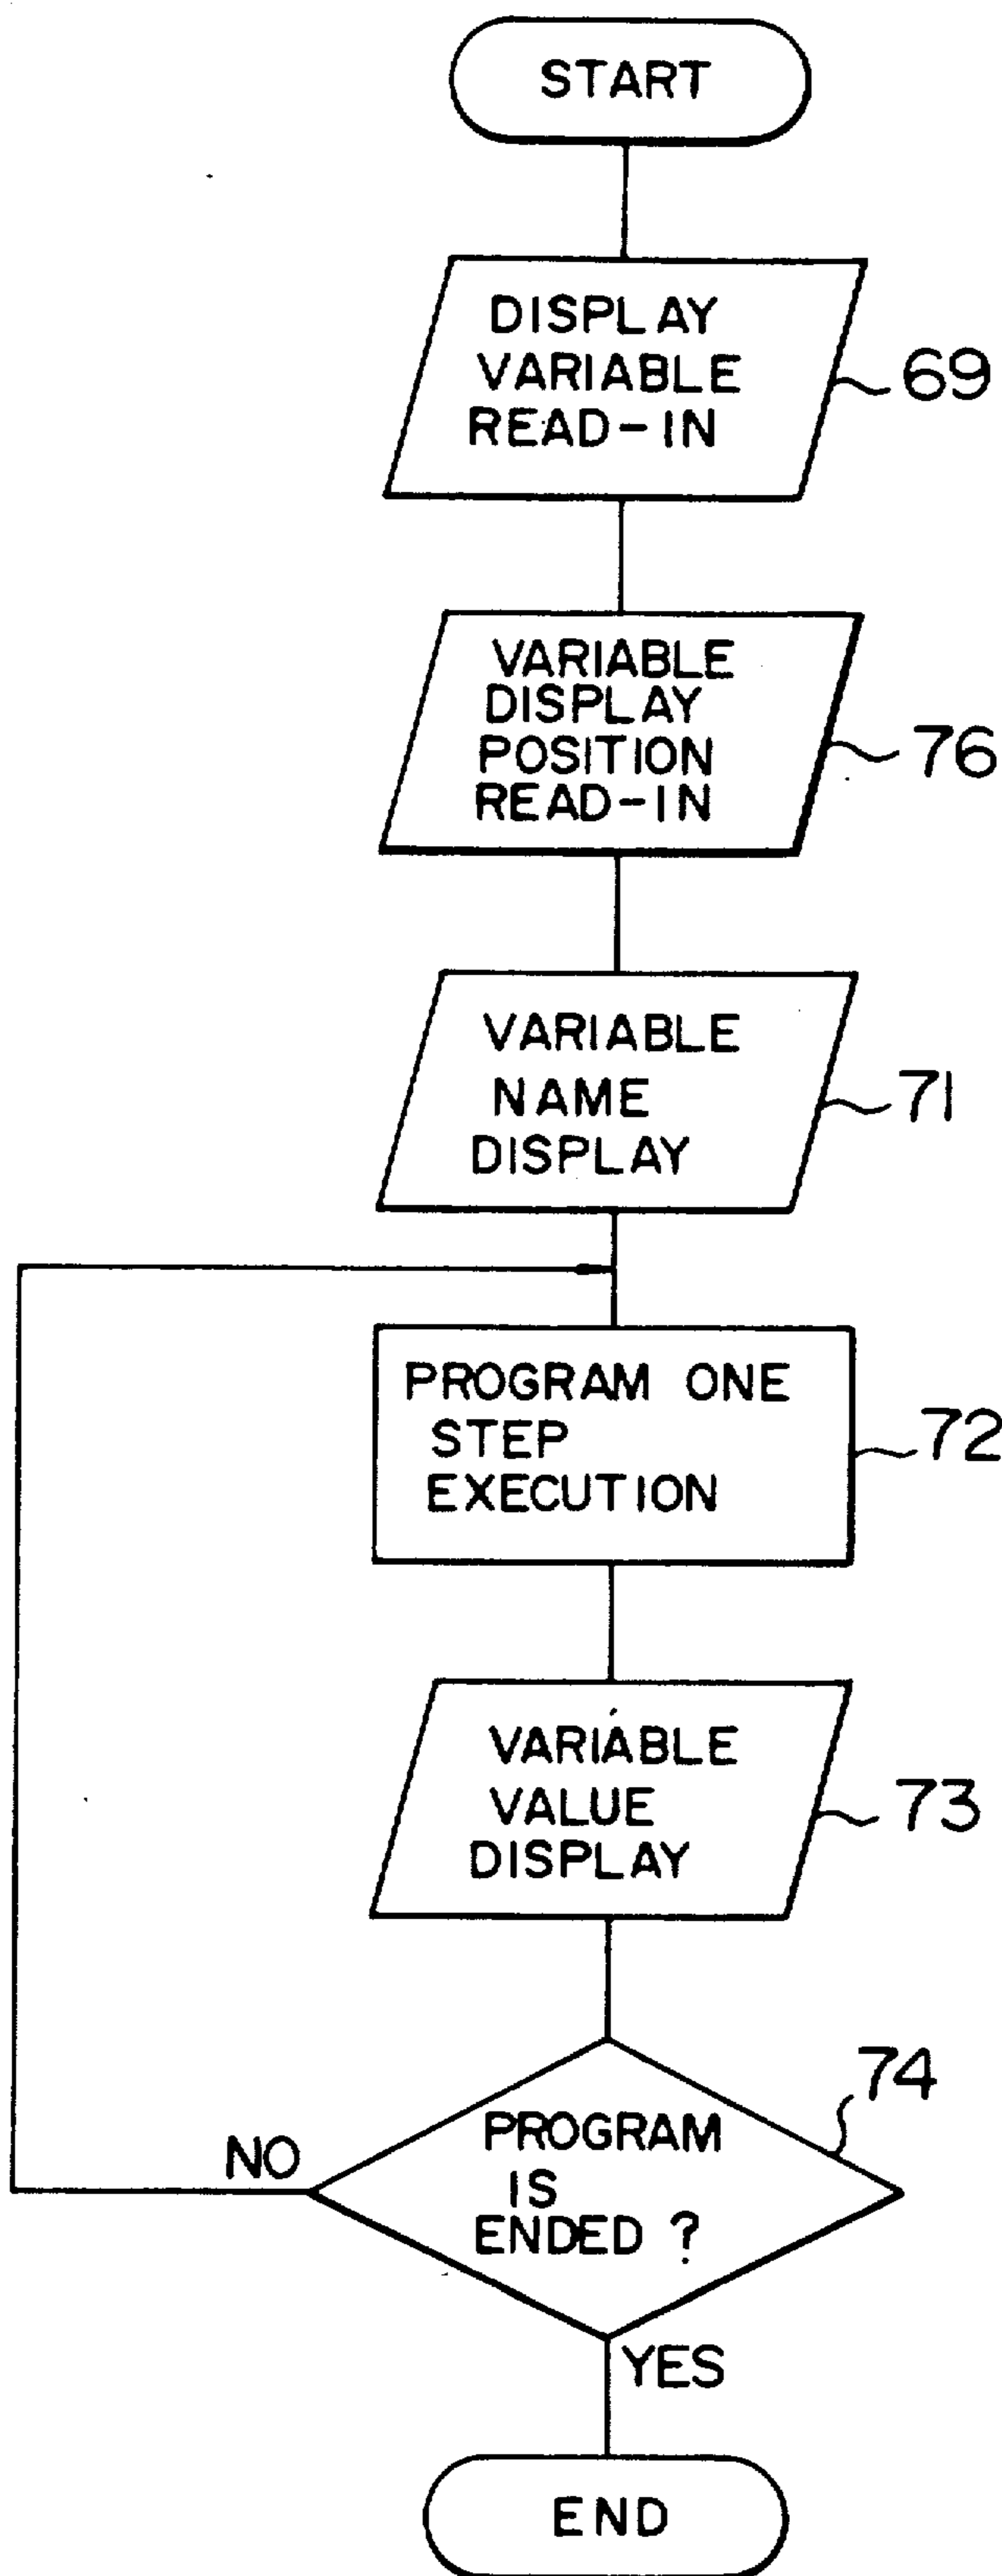 START
DISPLAY
VARIABLE
READ-IN
69
VARIABLE
DISPLAY
POSITION
READ-IN
76
VARIABLE
NAME
DISPLAY
71
PROGRAM ONE
STEP
EXECUTION
72
VARIABLE
VALUE
DISPLAY
73
74
PROGRAM
IS
ENDED ?
NO
YES
END